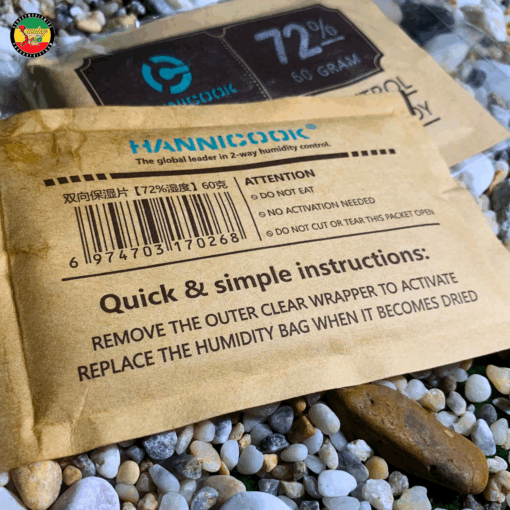 72%
60 GRAM
HANNICOOK
HANNICOOK®
The global leader in 2-way humidity control.
双向保湿片【72%湿度】60克
6 974703 170268
ATTENTION
DO NOT EAT
NO ACTIVATION NEEDED
DO NOT CUT OR TEAR THIS PACKET OPEN
Quick & simple instructions:
REMOVE THE OUTER CLEAR WRAPPER TO ACTIVATE
REPLACE THE HUMIDITY BAG WHEN IT BECOMES DRIED